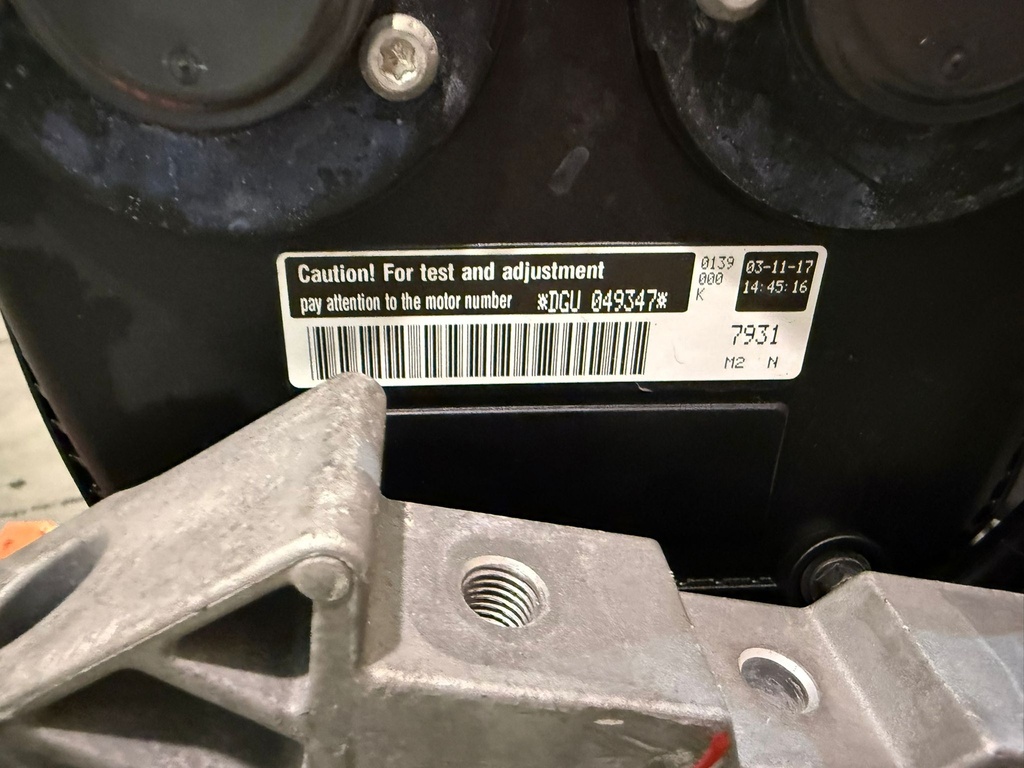 Caution! For test and adjustment
pay attention to the motor number *DGU 049347*
0139
000
K
03-11-17
14:45:16
7931
M2 N